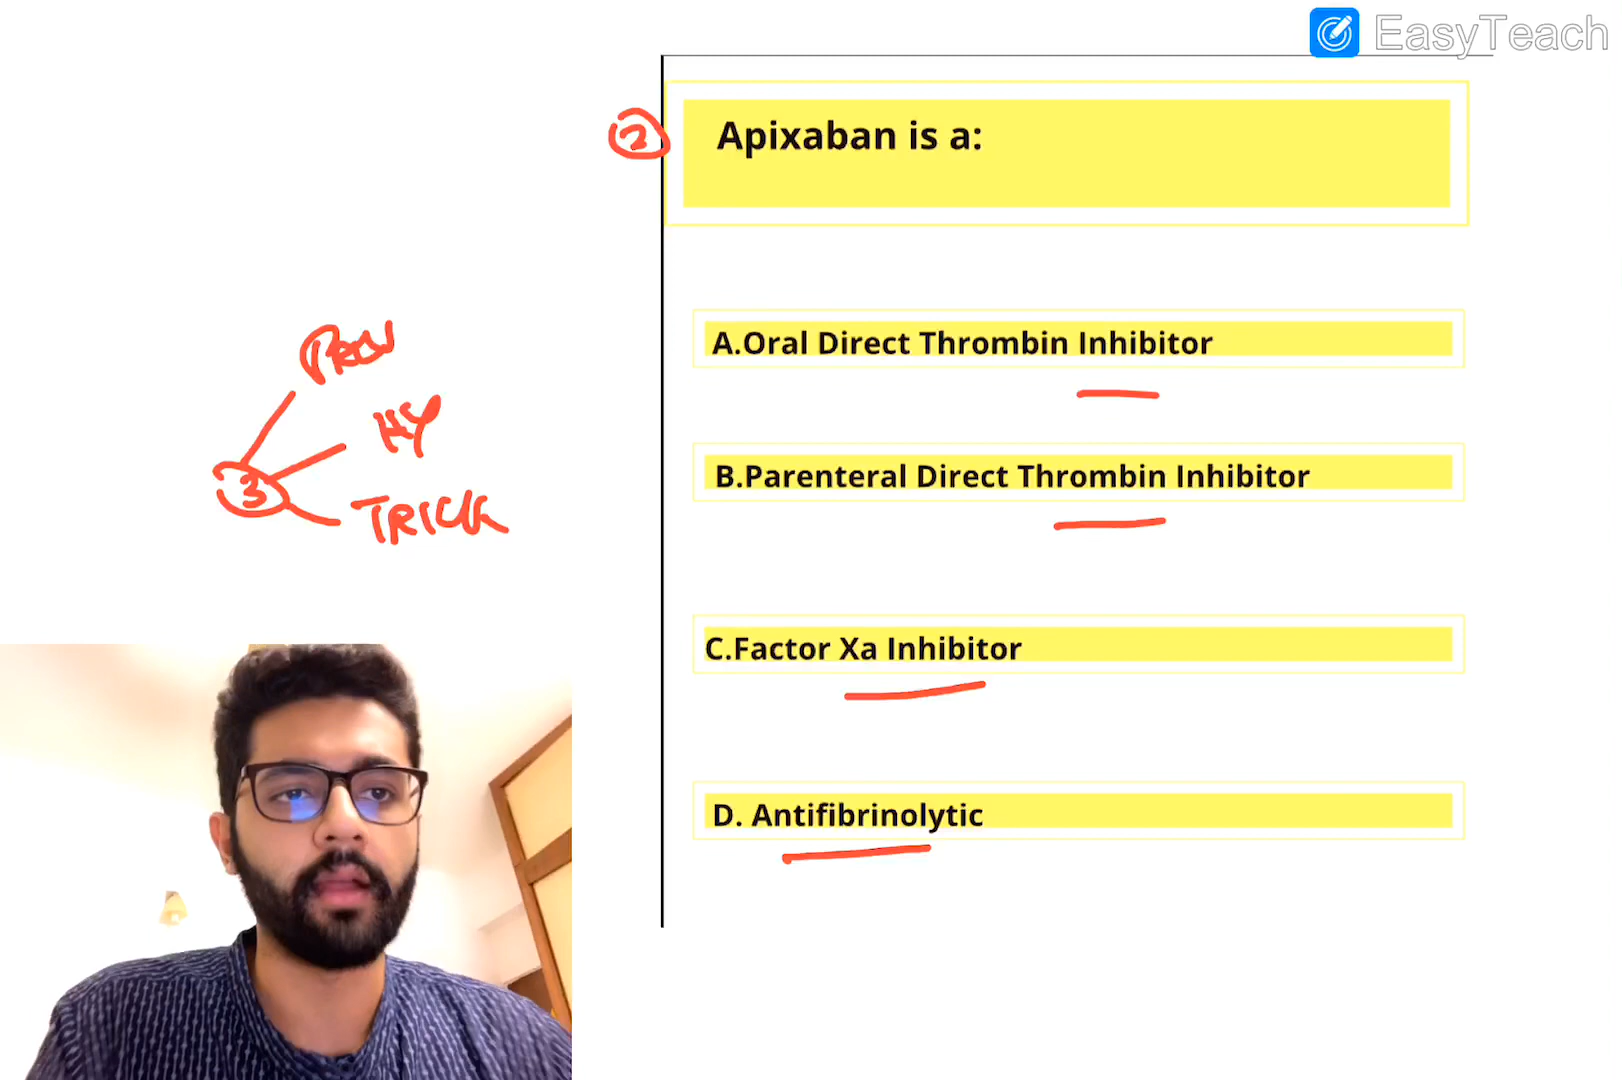 EasyTeach
2 Apixaban is a:
A.Oral Direct Thrombin Inhibitor
B.Parenteral Direct Thrombin Inhibitor
C.Factor Xa Inhibitor
D. Antifibrinolytic
HY
3
TRICK